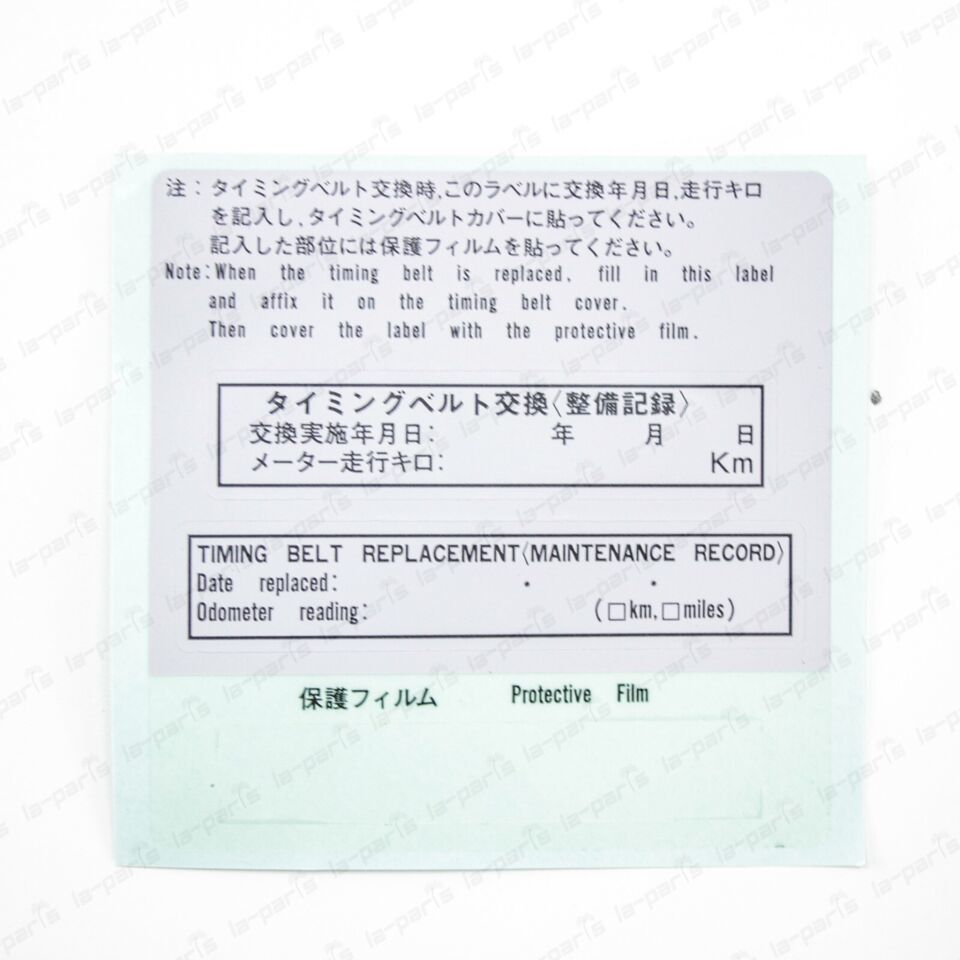 注：タイミングベルト交換時,このラベルに交換年月日,走行キロ
を記入し,タイミングベルトカバーに貼ってください。
記入した部位には保護フィルムを貼ってください。
Note:When the timing belt is replaced, fill in this label
and affix it on the timing belt cover.
Then cover the label with the protective film.
タイミングベルト交換〈整備記録〉
交換実施年月日: 年 月 日
メーター走行キロ: Km
TIMING BELT REPLACEMENT〈MAINTENANCE RECORD〉
Date replaced: ・ ・
Odometer reading: (□km,□miles)
保護フィルム Protective Film
la-paris